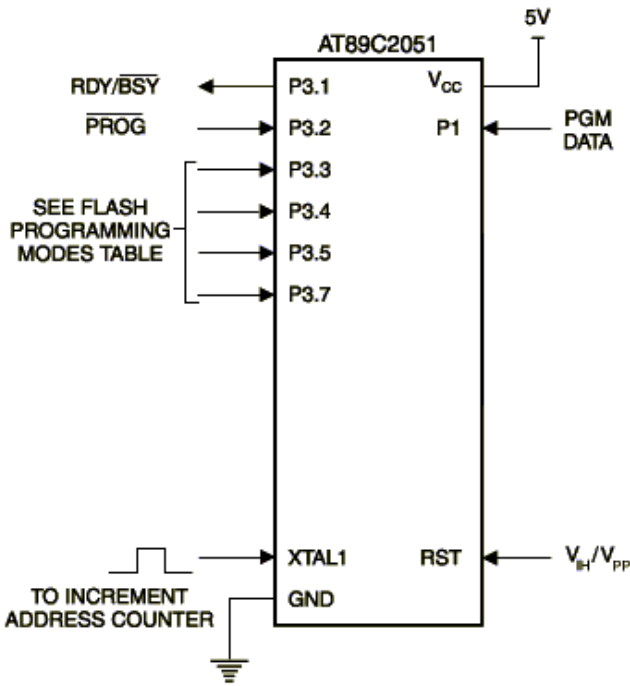 5V
AT89C2051
RDY/BSY
P3.1
VCC
PROG
P3.2
P1
PGM
DATA
P3.3
SEE FLASH
PROGRAMMING
MODES TABLE
P3.4
P3.5
P3.7
XTAL1
RST
VIH/VPP
TO INCREMENT
ADDRESS COUNTER
GND